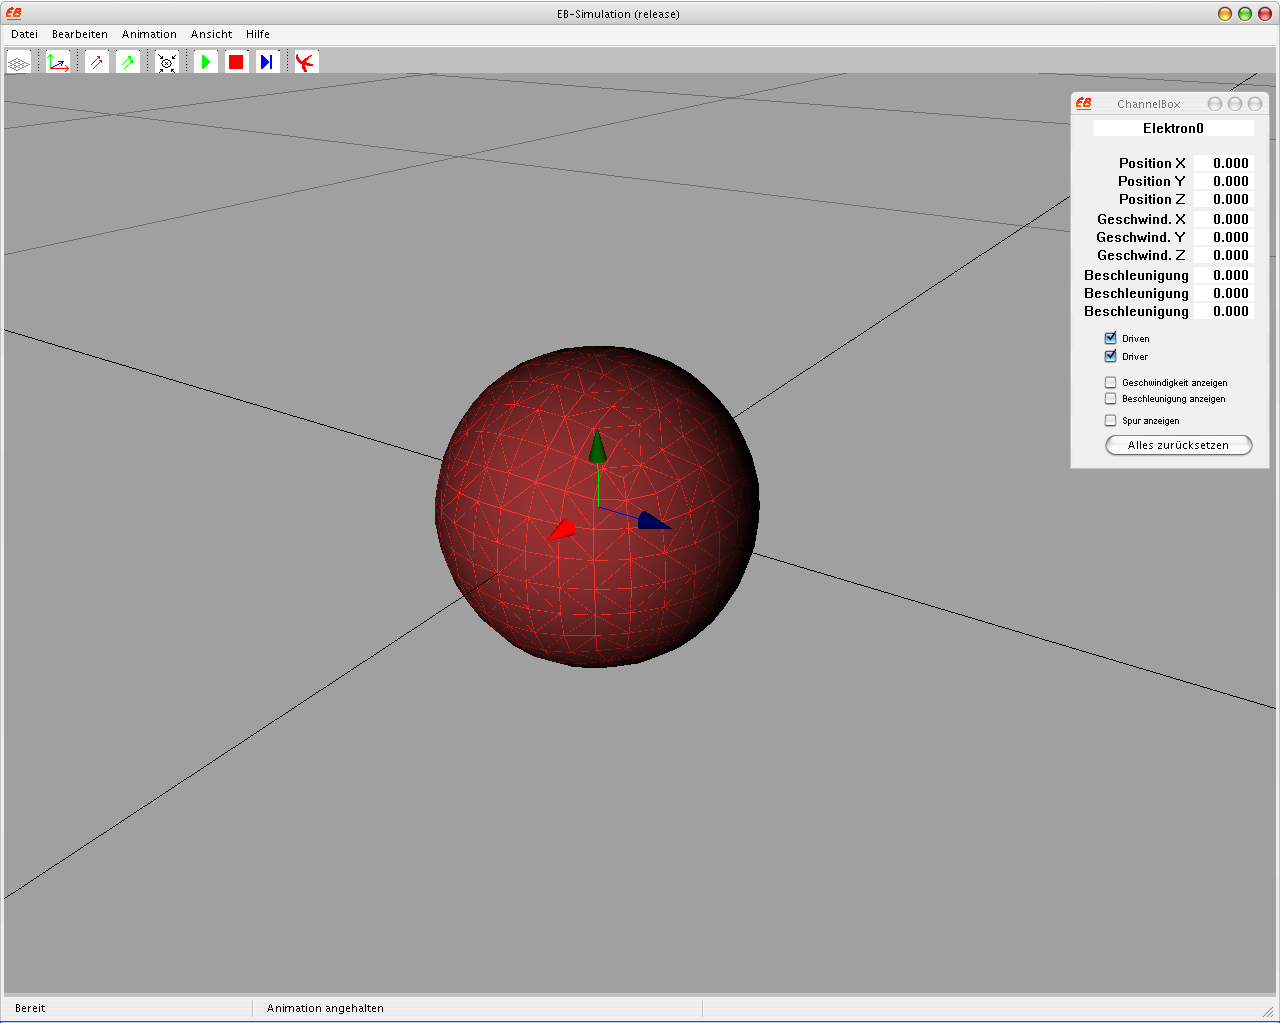 EB EB-Simulation (release)
Datei Bearbeiten Animation Ansicht Hilfe
EB ChannelBox
Elektron0
Position X 0.000
Position Y 0.000
Position Z 0.000
Geschwind. X 0.000
Geschwind. Y 0.000
Geschwind. Z 0.000
Beschleunigung 0.000
Beschleunigung 0.000
Beschleunigung 0.000
Driven
Driver
Geschwindigkeit anzeigen
Beschleunigung anzeigen
Spur anzeigen
Alles zurücksetzen
Bereit Animation angehalten